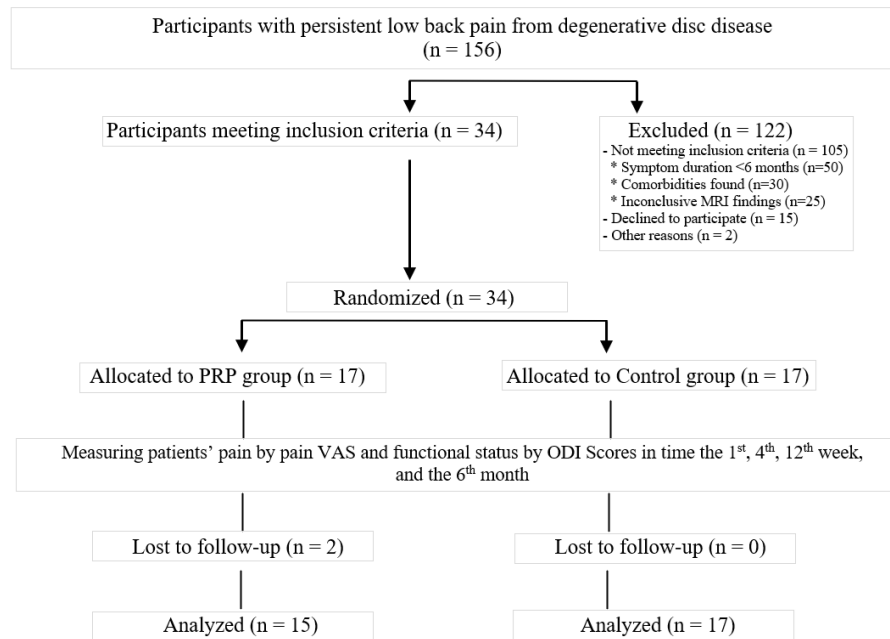 Participants with persistent low back pain from degenerative disc disease
(n = 156)
Participants meeting inclusion criteria (n = 34)
Excluded (n = 122)
- Not meeting inclusion criteria (n = 105)
* Symptom duration <6 months (n=50)
* Comorbidities found (n=30)
* Inconclusive MRI findings (n=25)
- Declined to participate (n = 15)
- Other reasons (n = 2)
Randomized (n = 34)
Allocated to PRP group (n = 17)
Allocated to Control group (n = 17)
Measuring patients’ pain by pain VAS and functional status by ODI Scores in time the 1st, 4th, 12th week,
and the 6th month
Lost to follow-up (n = 2)
Lost to follow-up (n = 0)
Analyzed (n = 15)
Analyzed (n = 17)